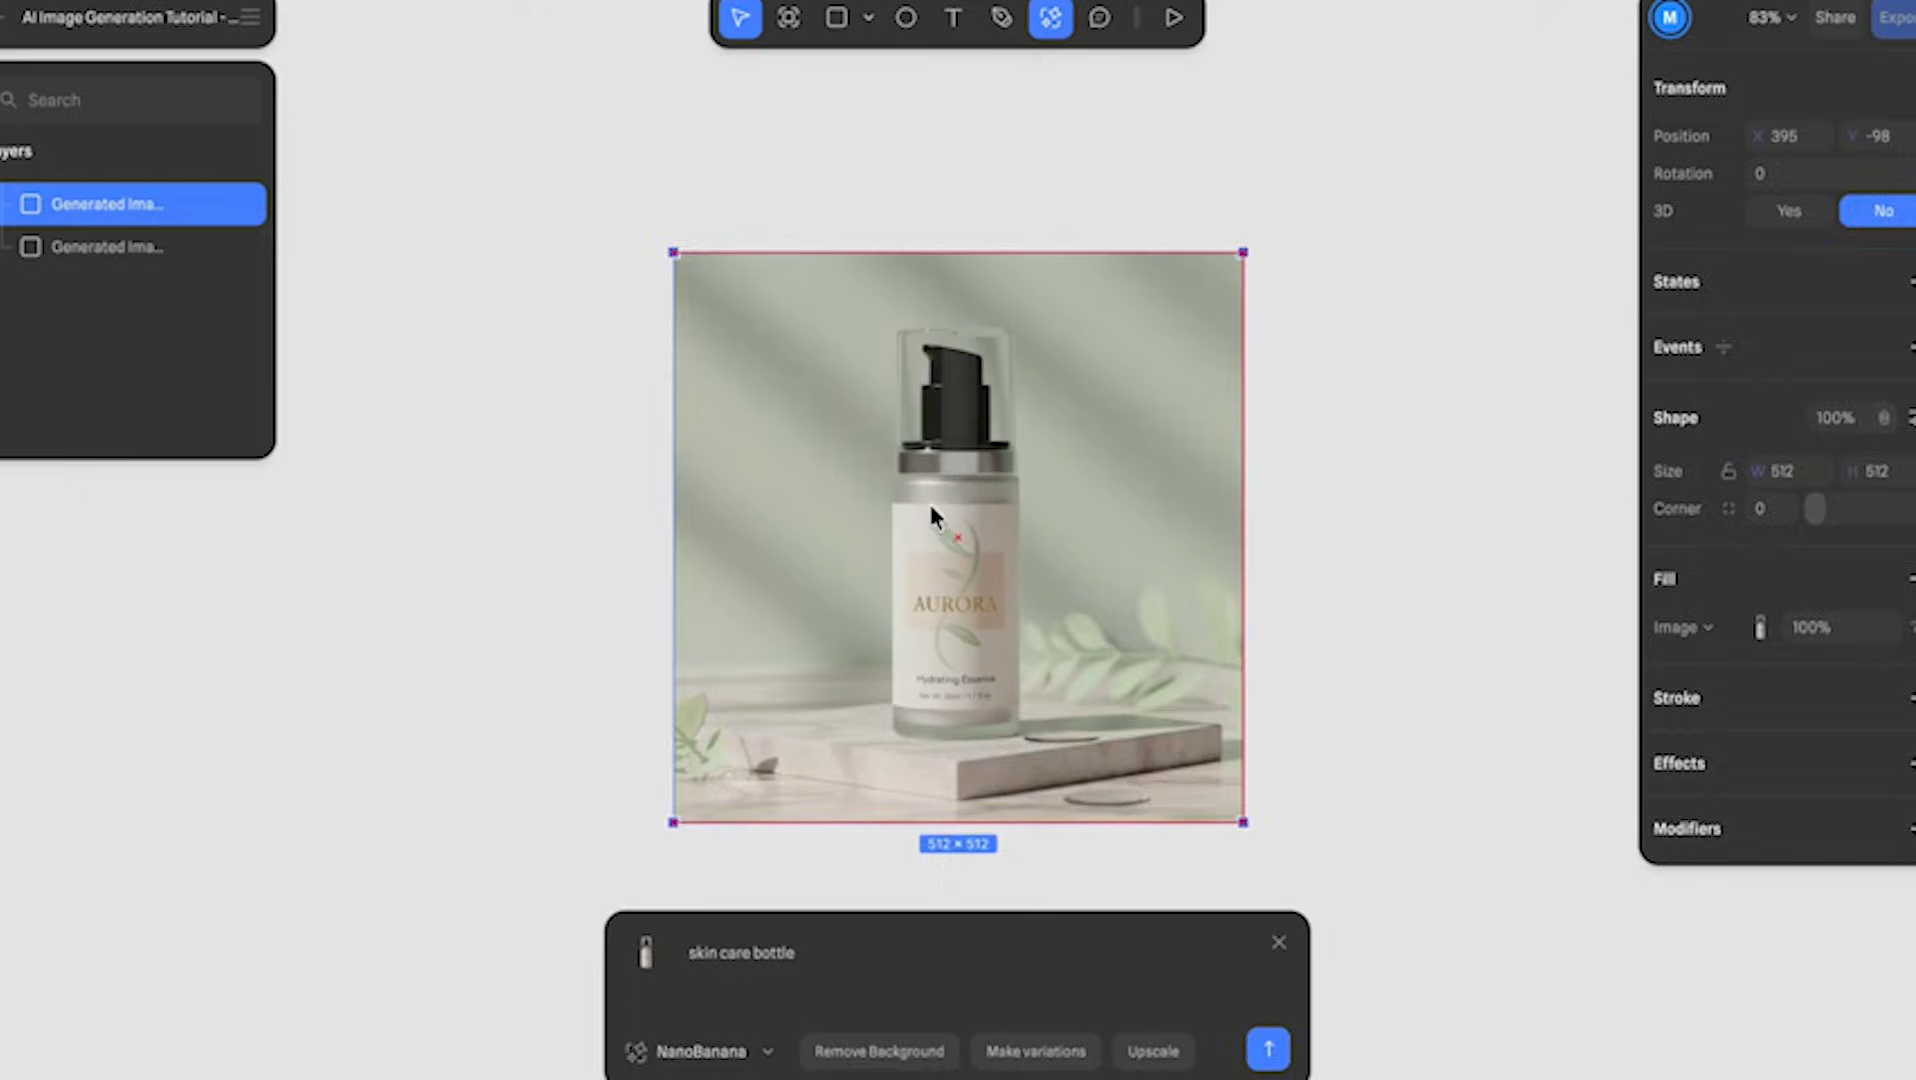 AI Image Generation Tutorial - ...
M
83%
Share
Expo
Search
ayers
Generated Ima...
Generated Ima...
Transform
Position X 395 Y -98
Rotation 0
3D Yes No
States
Events
Shape 100%
Size W 512 H 512
Corner 0
Fill
Image 100%
Stroke
Effects
Modifiers
AURORA
Hydrating Essence
512 × 512
skin care bottle
NanoBanana
Remove Background
Make variations
Upscale